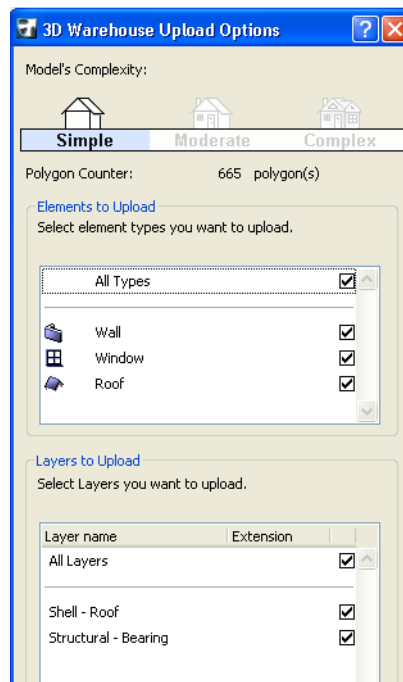 3D Warehouse Upload Options
Model's Complexity:
Simple Moderate Complex
Polygon Counter: 665 polygon(s)
Elements to Upload
Select element types you want to upload.
All Types
Wall
Window
Roof
Layers to Upload
Select Layers you want to upload.
Layer name Extension
All Layers
Shell - Roof
Structural - Bearing